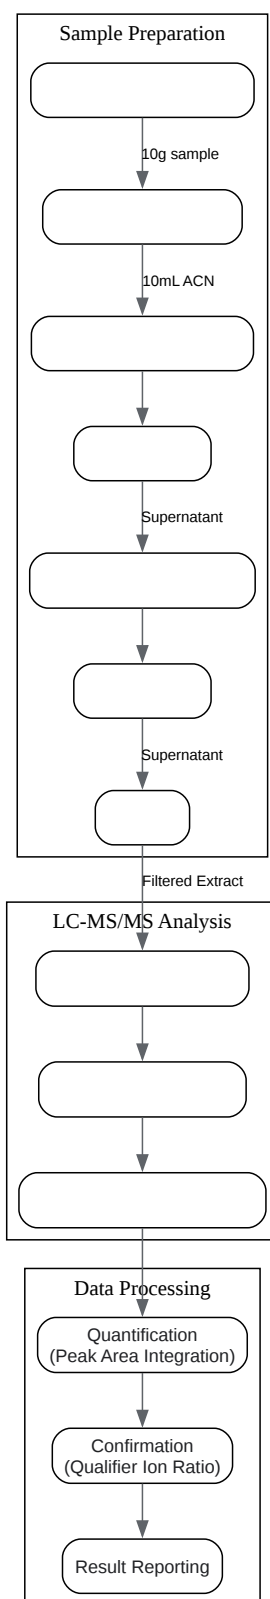 Sample Preparation
10g sample
10mL ACN
Supernatant
Supernatant
Filtered Extract
LC-MS/MS Analysis
Data Processing
Quantification
(Peak Area Integration)
Confirmation
(Qualifier Ion Ratio)
Result Reporting